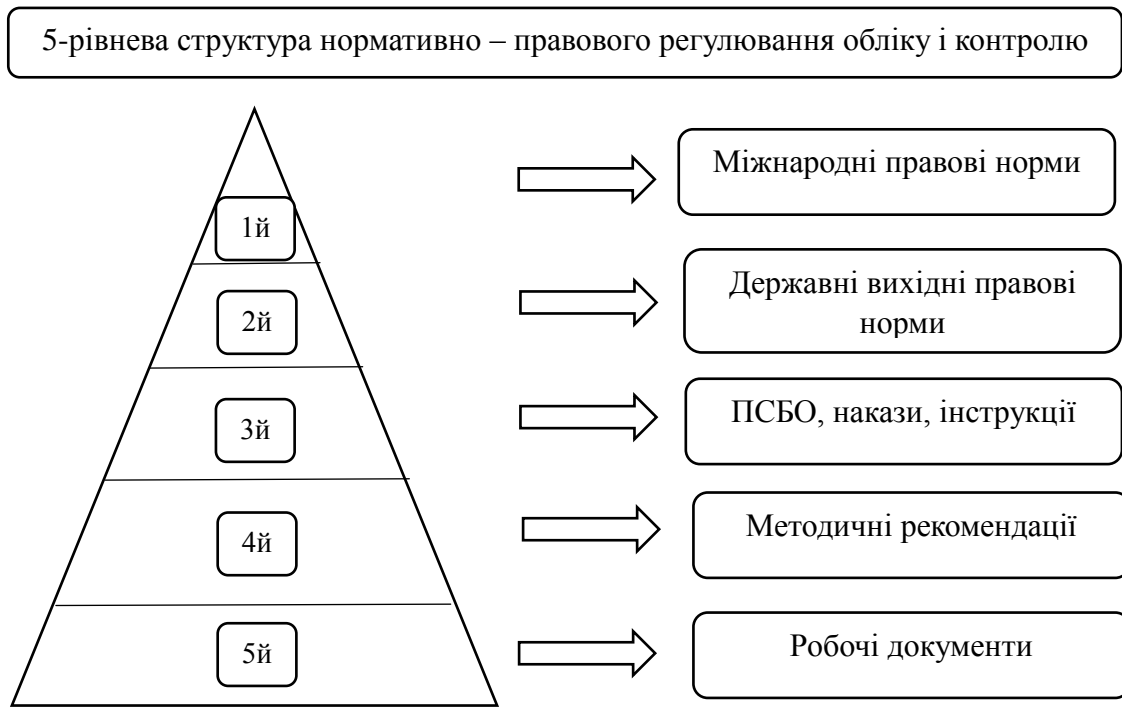 5-рівнева структура нормативно – правового регулювання обліку і контролю
1й
Міжнародні правові норми
2й
Державні вихідні правові
норми
3й
ПСБО, накази, інструкції
4й
Методичні рекомендації
5й
Робочі документи